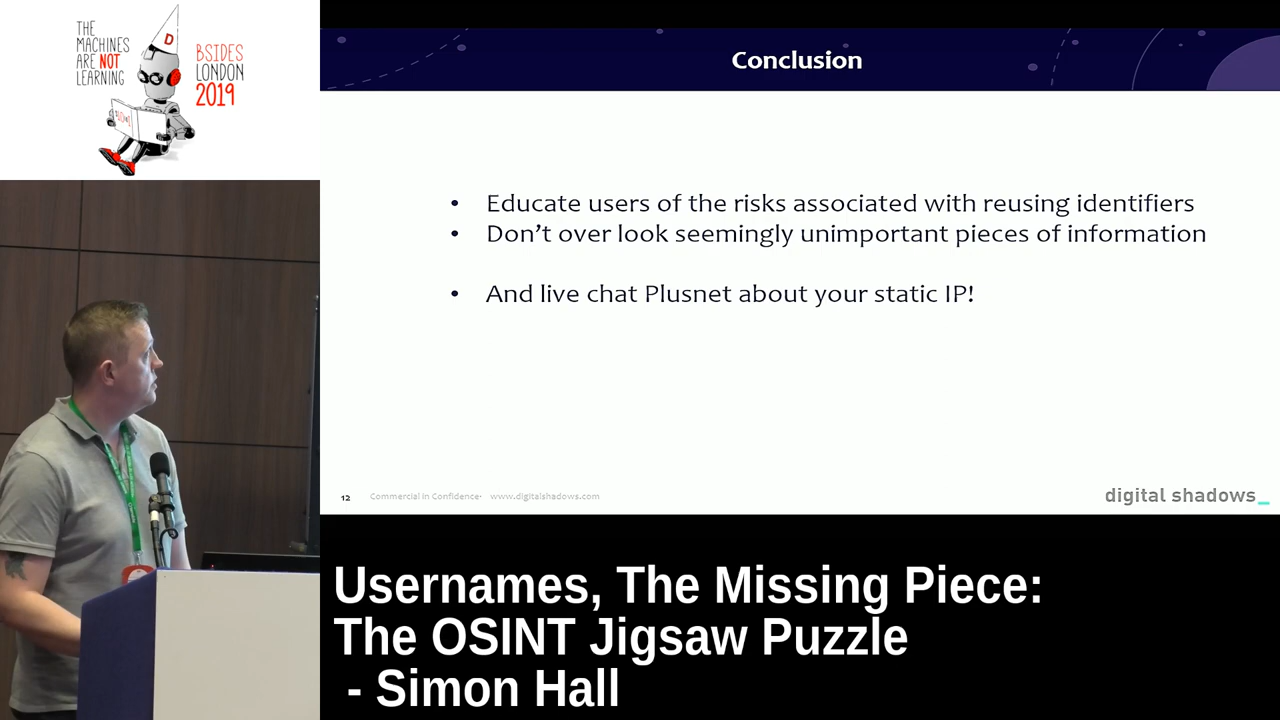 THE
MACHINES
ARE NOT
LEARNING
D
BSIDES
LONDON
2019
Conclusion
• Educate users of the risks associated with reusing identifiers
• Don’t over look seemingly unimportant pieces of information
• And live chat Plusnet about your static IP!
12 Commercial in Confidence· www.digitalshadows.com
digital shadows_
Usernames, The Missing Piece:
The OSINT Jigsaw Puzzle
- Simon Hall